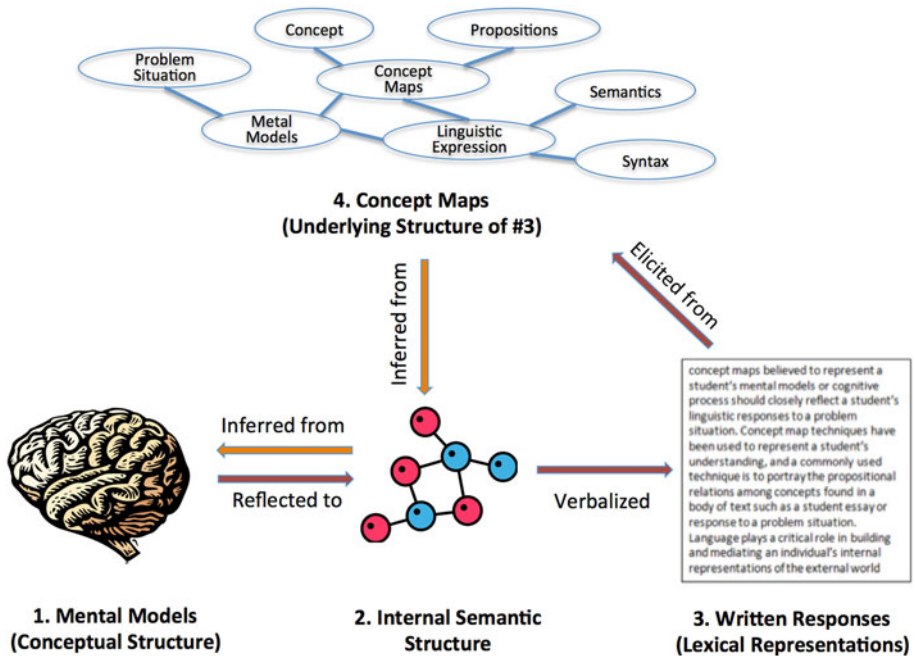 Concept
Propositions
Problem
Situation
Concept
Maps
Semantics
Metal
Models
Linguistic
Expression
Syntax
4. Concept Maps
(Underlying Structure of #3)
Inferred from
Elicited from
Inferred from
Reflected to
Verbalized
concept maps believed to represent a
student's mental models or cognitive
process should closely reflect a student's
linguistic responses to a problem
situation. Concept map techniques have
been used to represent a student's
understanding, and a commonly used
technique is to portray the propositional
relations among concepts found in a
body of text such as a student essay or
response to a problem situation.
Language plays a critical role in building
and mediating an individual's internal
representations of the external world
1. Mental Models
(Conceptual Structure)
2. Internal Semantic
Structure
3. Written Responses
(Lexical Representations)